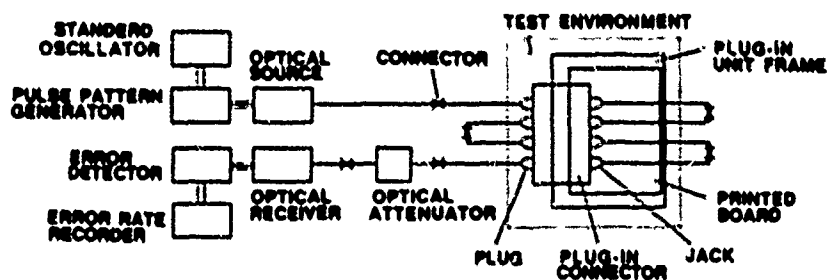 TEST ENVIRONMENT
STANDERD
OSCILLATOR
OPTICAL
SOURCE
CONNECTOR
PLUG-IN
UNIT FRAME
PULSE PATTERN
GENERATOR
ERROR
DETECTOR
OPTICAL
RECEIVER
OPTICAL
ATTENUATOR
PRINTED
BOARD
ERROR RATE
RECORDER
PLUG
PLUG-IN
CONNECTOR
JACK